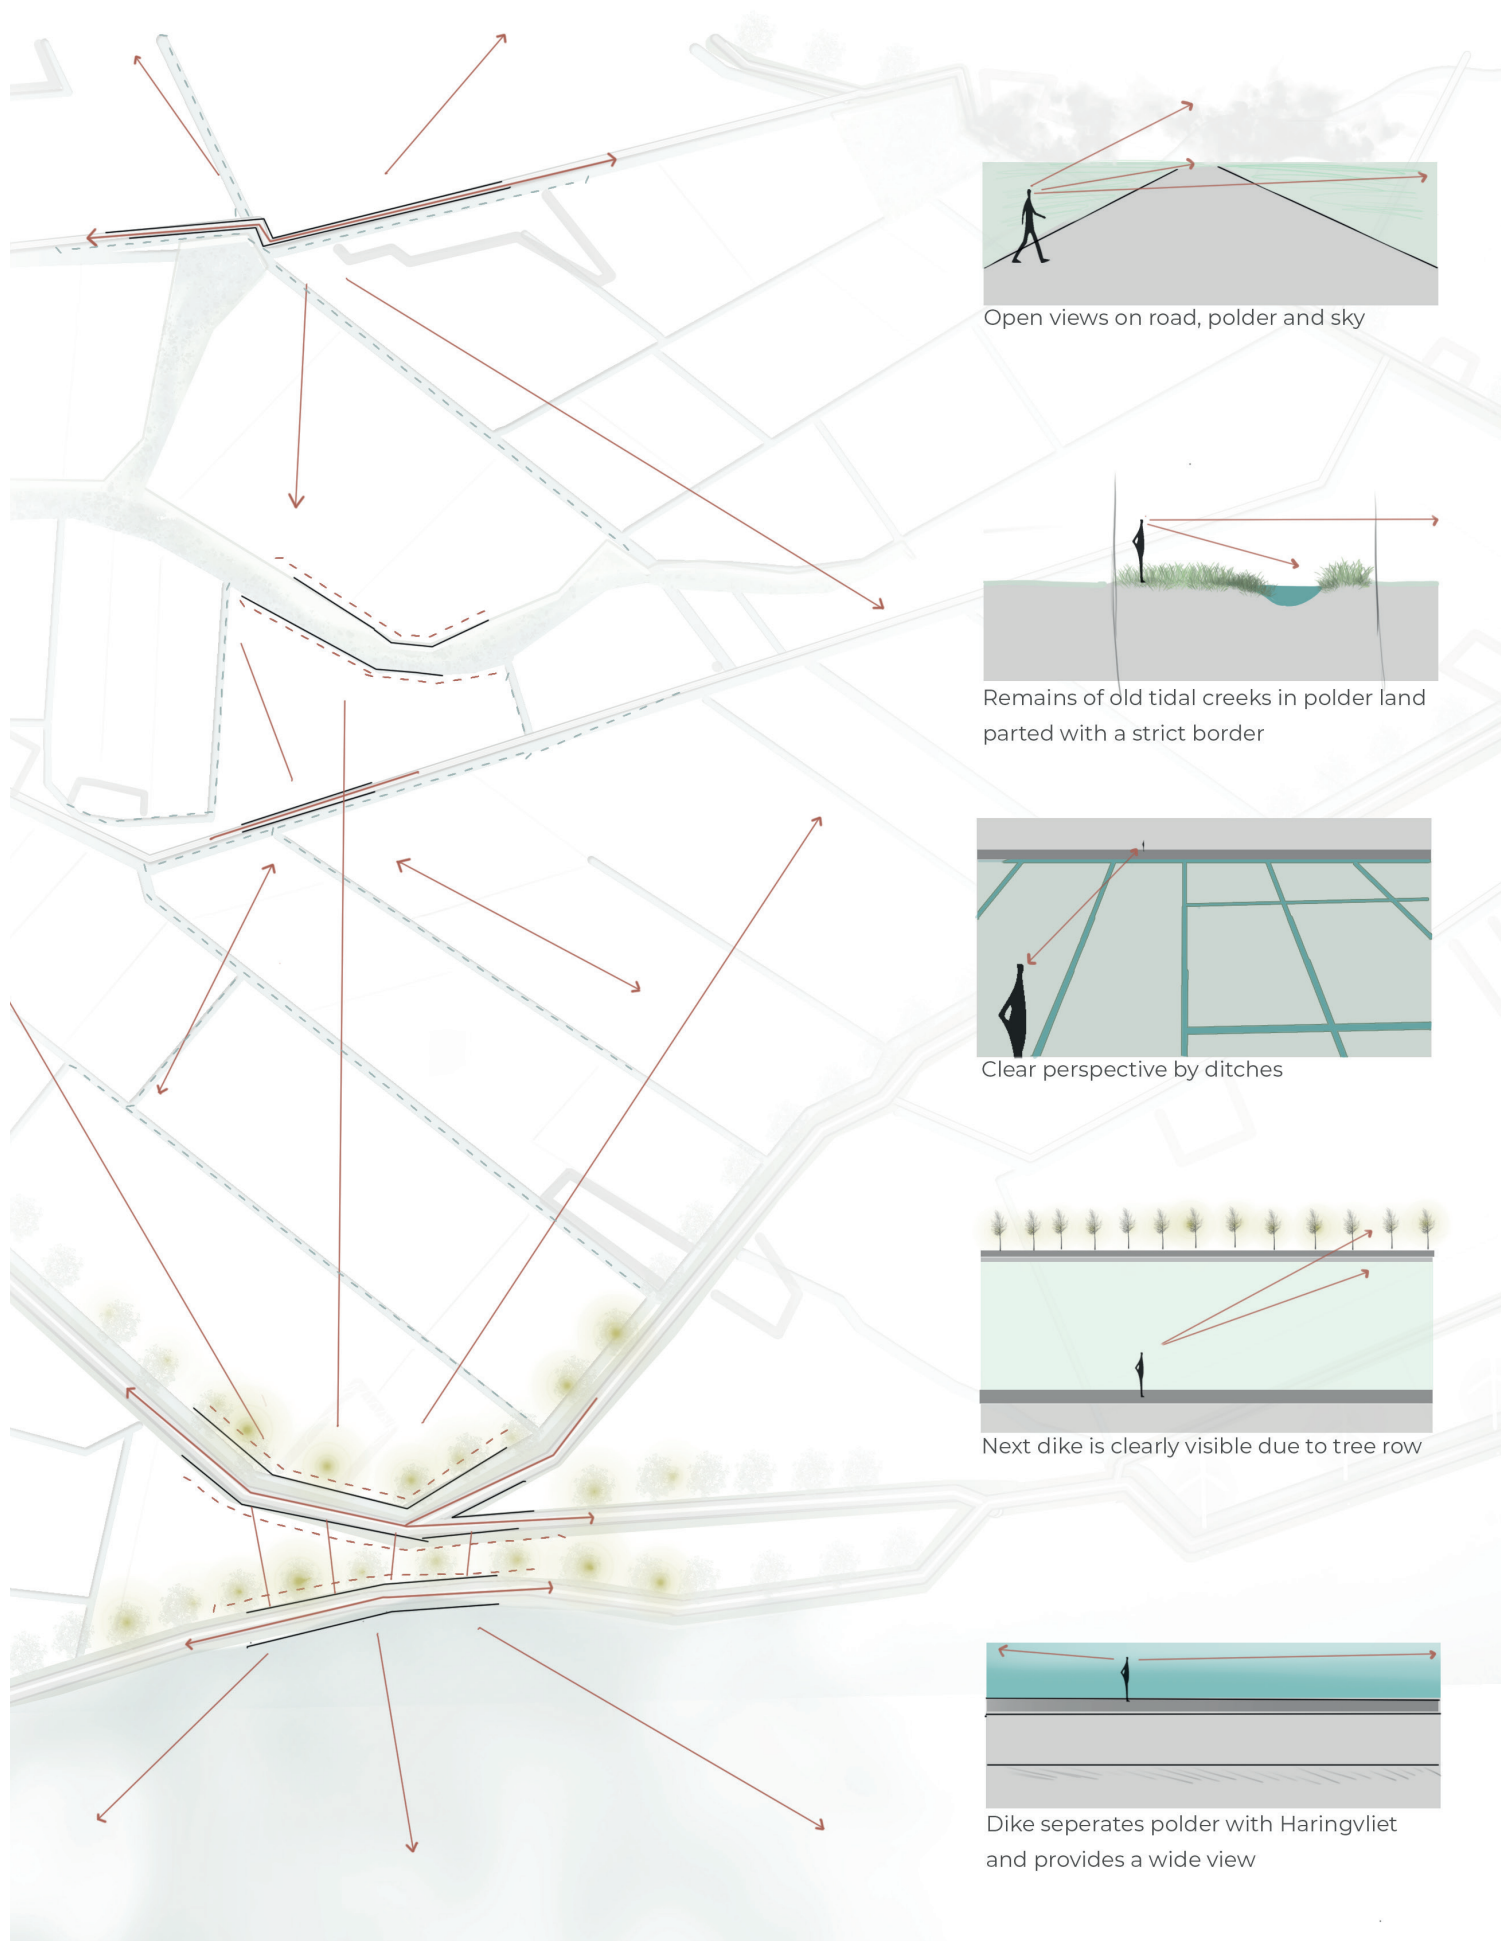 Open views on road, polder and sky
Remains of old tidal creeks in polder land
parted with a strict border
Clear perspective by ditches
Next dike is clearly visible due to tree row
Dike seperates polder with Haringvliet
and provides a wide view